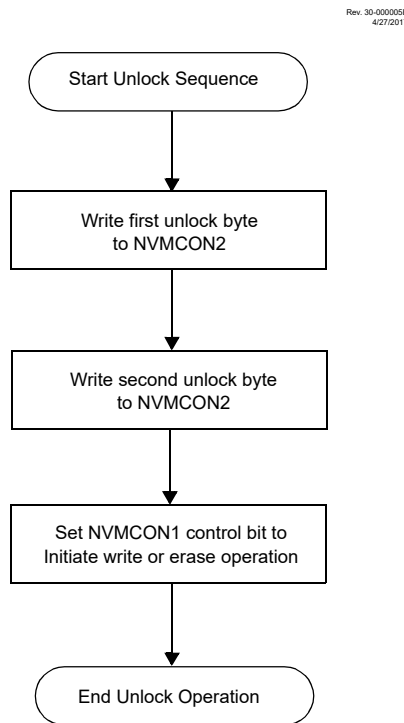 Rev. 30-000005
4/27/201
Start Unlock Sequence
Write first unlock byte
to NVMCON2
Write second unlock byte
to NVMCON2
Set NVMCON1 control bit to
Initiate write or erase operation
End Unlock Operation